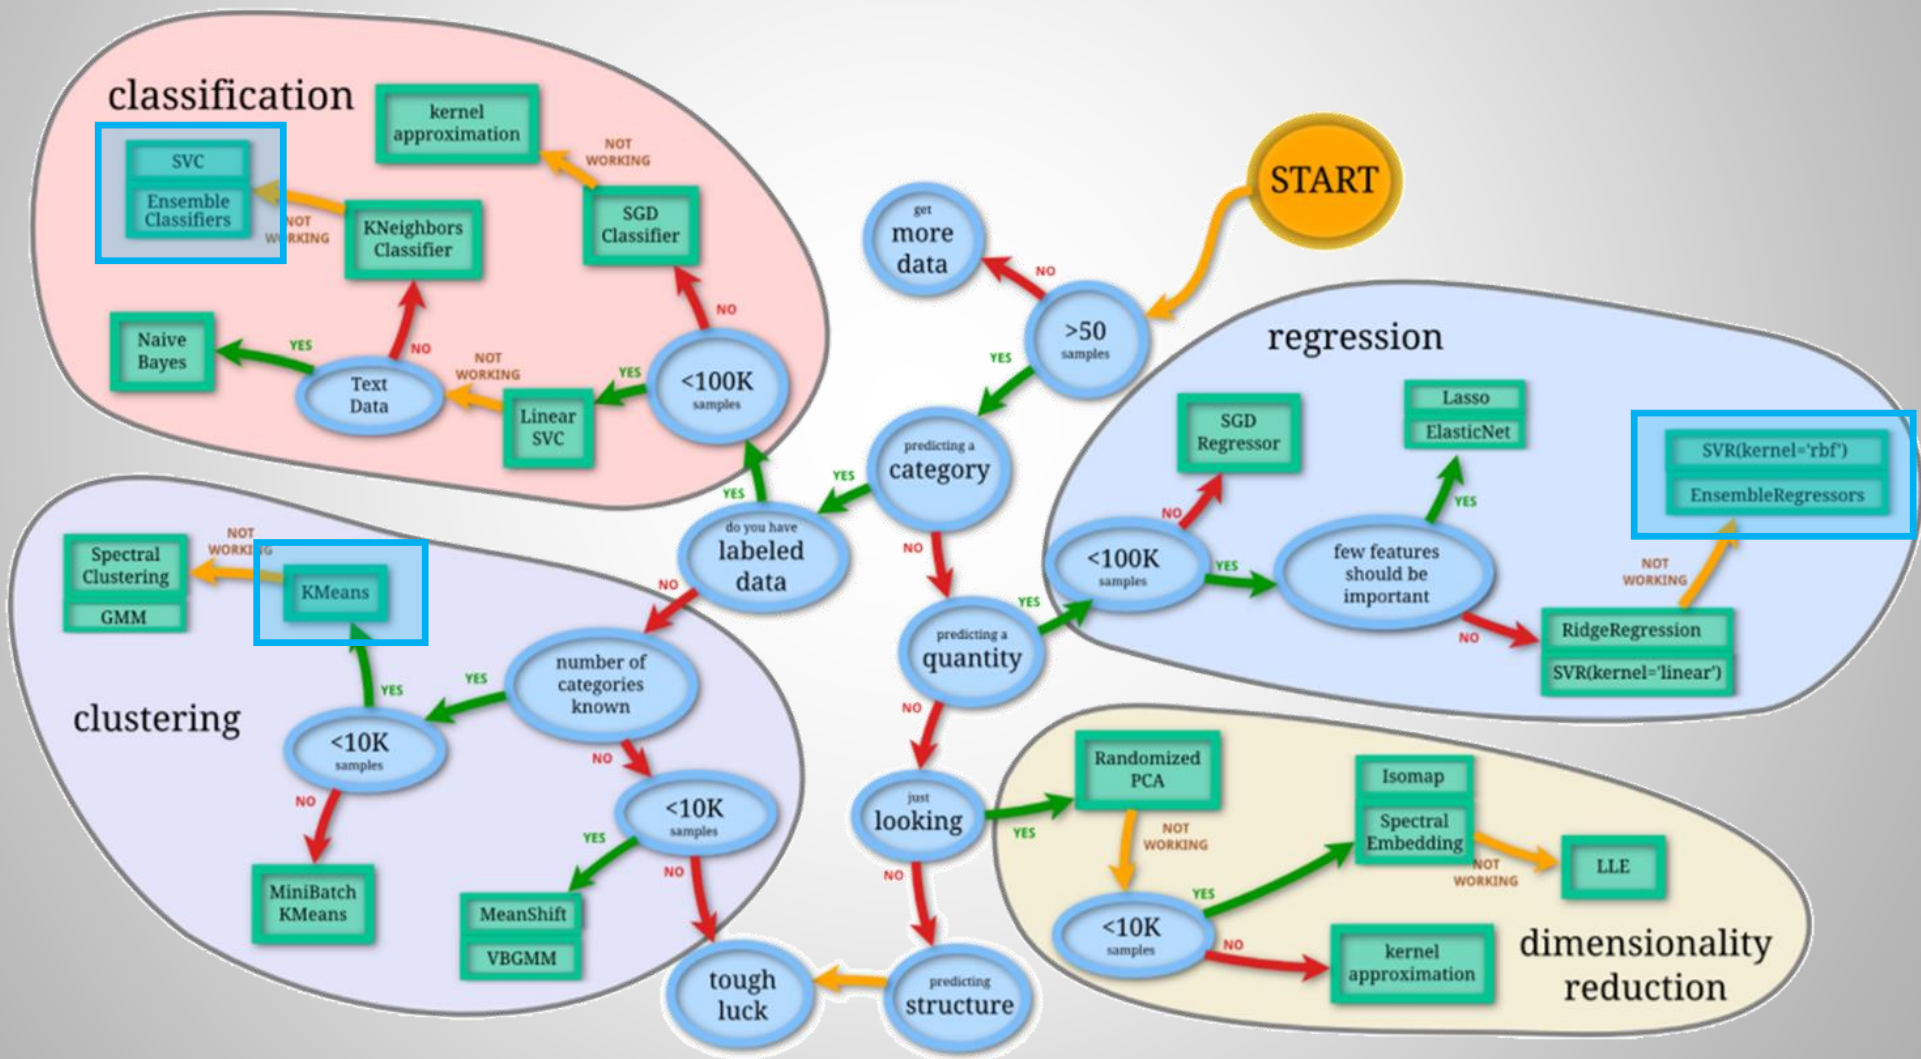 classification
kernel
approximation
NOT
WORKING
SVC
Ensemble
Classifiers
NOT
WORKING
KNeighbors
Classifier
SGD
Classifier
NO
Naive
Bayes
YES
NO
Text
Data
NOT
WORKING
Linear
SVC
YES
<100K
samples
YES
START
get
more
data
NO
>50
samples
YES
predicting a
category
YES
NO
do you have
labeled
data
NO
predicting a
quantity
YES
NO
just
looking
YES
NO
predicting
structure
tough
luck
regression
SGD
Regressor
NO
<100K
samples
YES
few features
should be
important
YES
Lasso
ElasticNet
NO
RidgeRegression
SVR(kernel='linear')
NOT
WORKING
SVR(kernel='rbf')
EnsembleRegressors
clustering
Spectral
Clustering
GMM
NOT
WORKING
KMeans
YES
<10K
samples
YES
number of
categories
known
NO
NO
MiniBatch
KMeans
<10K
samples
YES
NO
MeanShift
VBGMM
dimensionality
reduction
Randomized
PCA
NOT
WORKING
<10K
samples
YES
NO
kernel
approximation
Isomap
Spectral
Embedding
NOT
WORKING
LLE